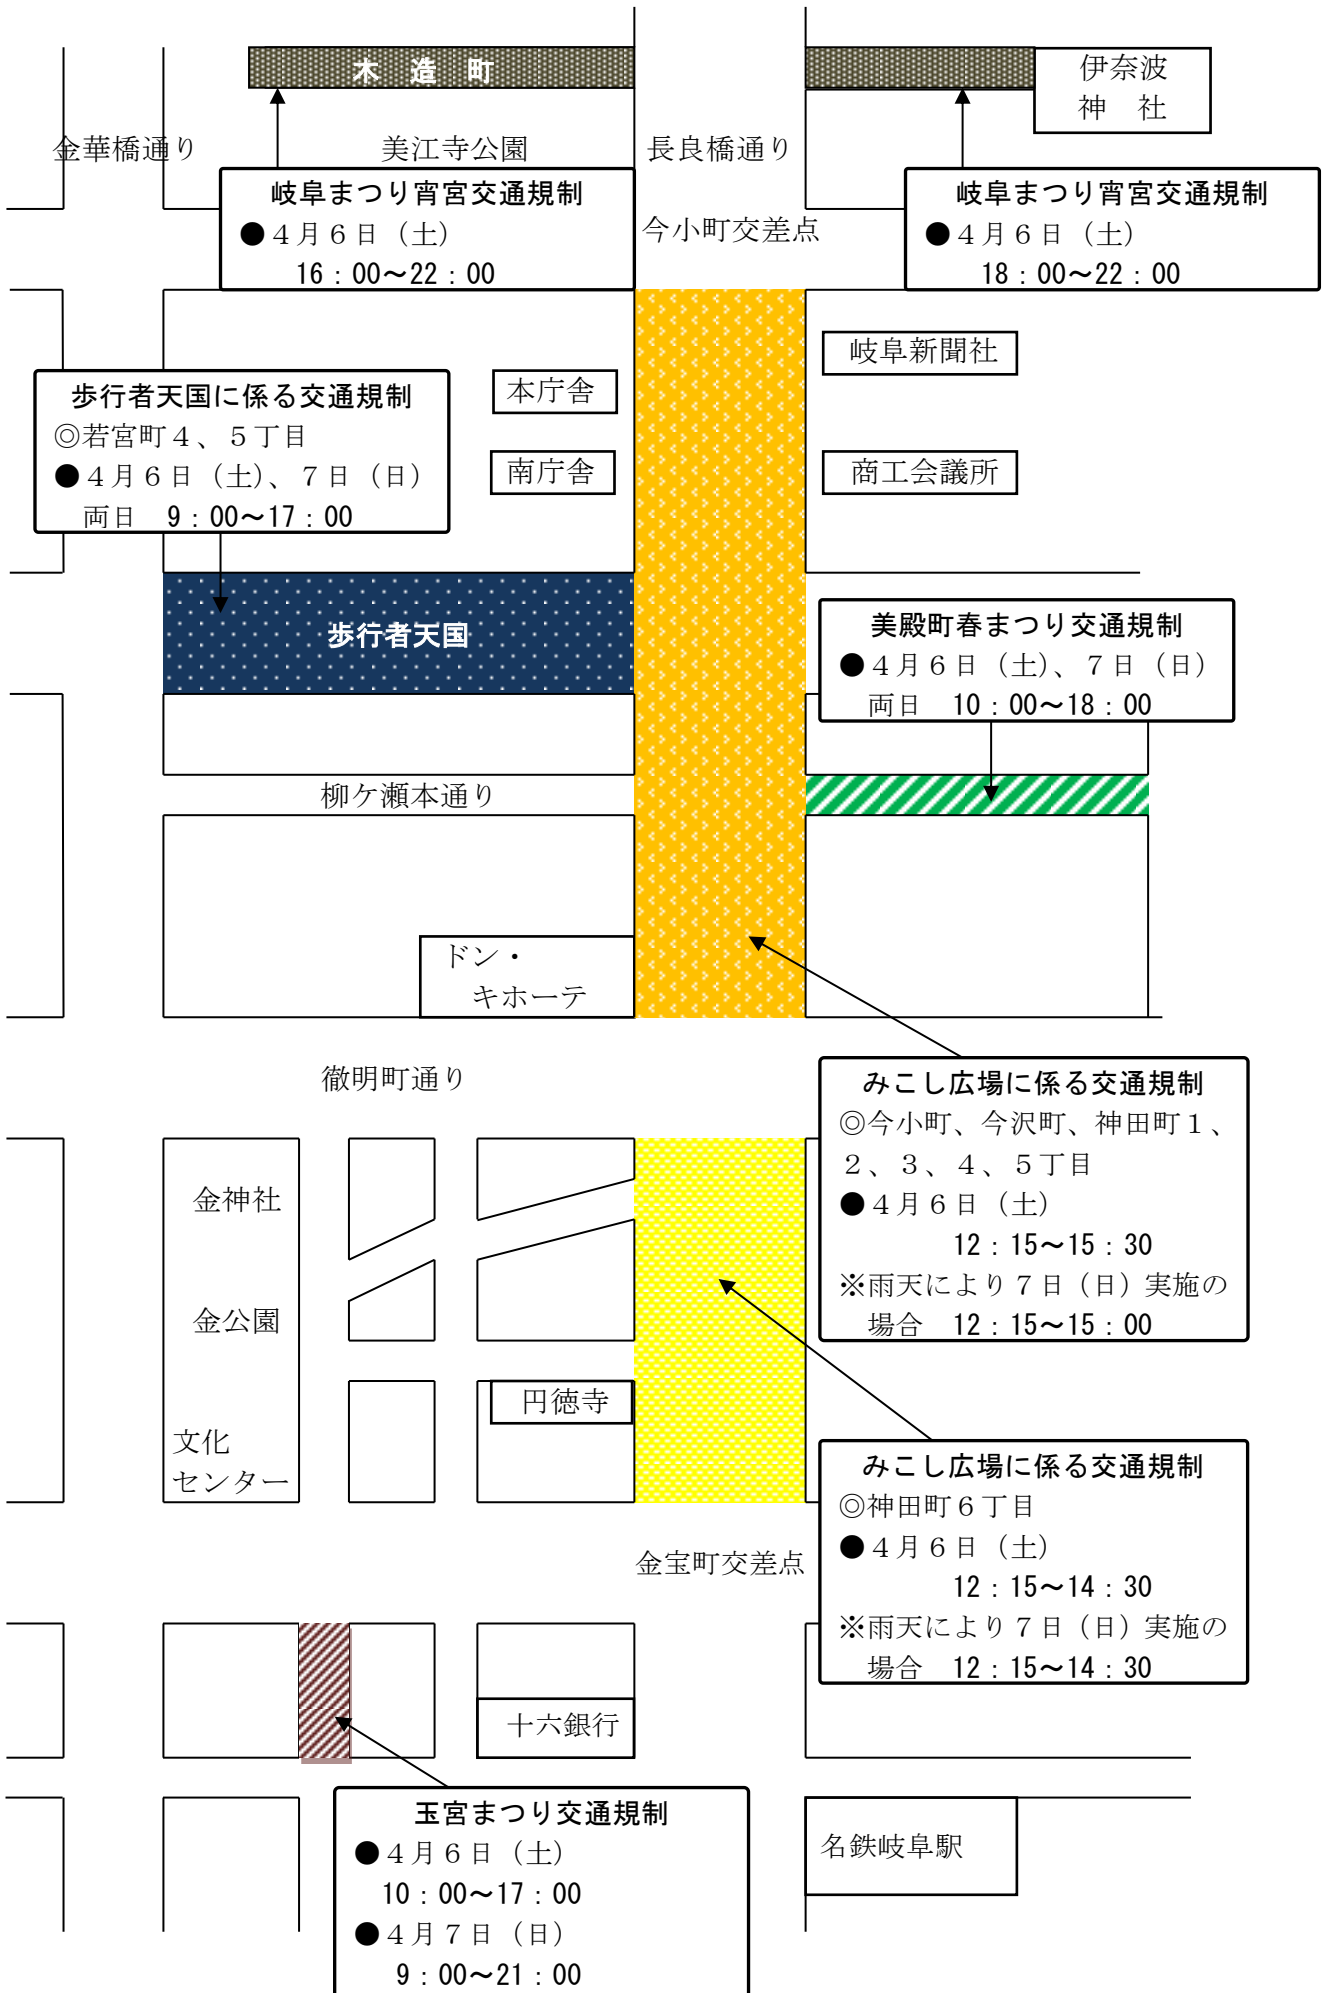 木　造　町
伊奈波
神　社
金華橋通り
美江寺公園
長良橋通り
岐阜まつり宵宮交通規制
●４月６日（土）
16：00～22：00
今小町交差点
岐阜まつり宵宮交通規制
●４月６日（土）
18：00～22：00
岐阜新聞社
本庁舎
歩行者天国に係る交通規制
◎若宮町４、５丁目
●４月６日（土）、７日（日）
両日　9：00～17：00
南庁舎
商工会議所
歩行者天国
美殿町春まつり交通規制
●４月６日（土）、７日（日）
両日　10：00～18：00
柳ケ瀬本通り
ドン・
キホーテ
徹明町通り
みこし広場に係る交通規制
◎今小町、今沢町、神田町１、
２、３、４、５丁目
●４月６日（土）
12：15～15：30
※雨天により７日（日）実施の
場合　12：15～15：00
金神社
金公園
円徳寺
文化
センター
みこし広場に係る交通規制
◎神田町６丁目
●４月６日（土）
12：15～14：30
※雨天により７日（日）実施の
場合　12：15～14：30
金宝町交差点
十六銀行
玉宮まつり交通規制
●４月６日（土）
10：00～17：00
●４月７日（日）
9：00～21：00
名鉄岐阜駅